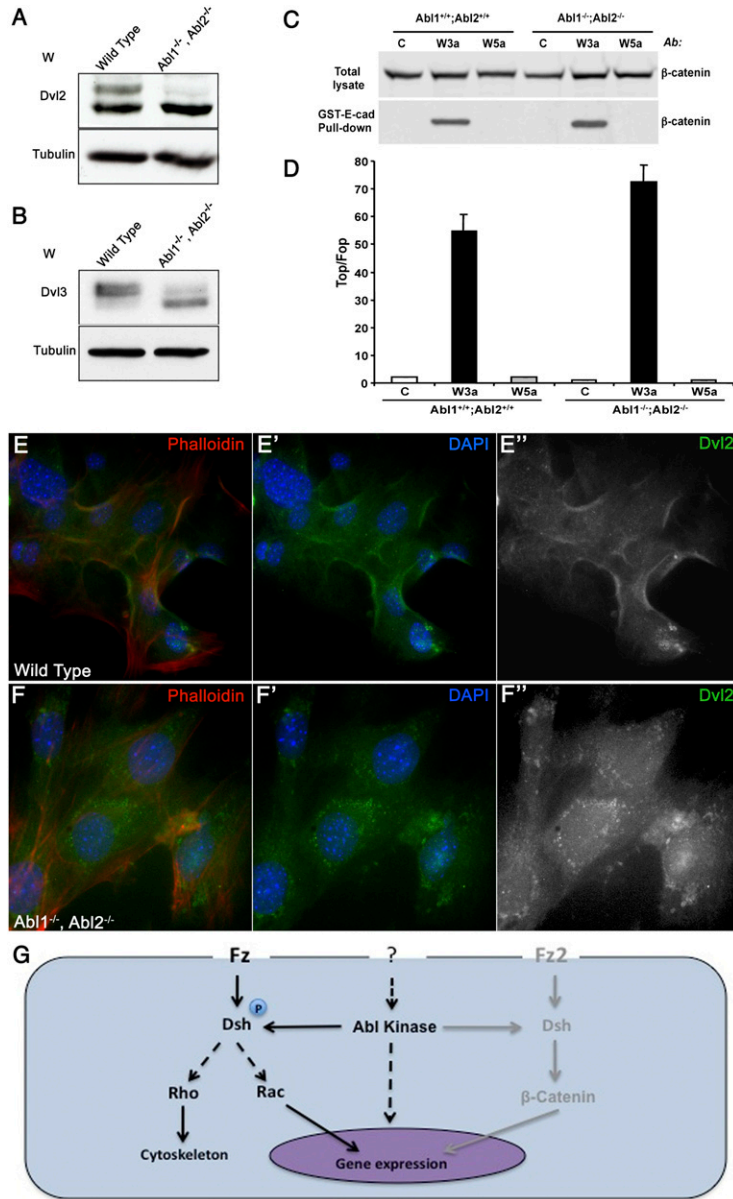 A
Wild Type
Abl1-/-, Abl2-/-
W
Dvl2
Tubulin
B
Wild Type
Abl1-/-, Abl2-/-
W
Dvl3
Tubulin
C
Abl1+/+;Abl2+/+
Abl1-/-;Abl2-/-
C W3a W5a C W3a W5a Ab:
Total lysate
β-catenin
GST-E-cad Pull-down
β-catenin
D
Top/Fop
80
70
60
50
40
30
20
10
0
C W3a W5a C W3a W5a
Abl1+/+;Abl2+/+
Abl1-/-;Abl2-/-
E Phalloidin
Wild Type
E' DAPI
E'' Dvl2
F Phalloidin
Abl1-/-, Abl2-/-
F' DAPI
F'' Dvl2
G
Fz ? Fz2
P
Dsh Abl Kinase Dsh
Rho Rac β-Catenin
Cytoskeleton
Gene expression